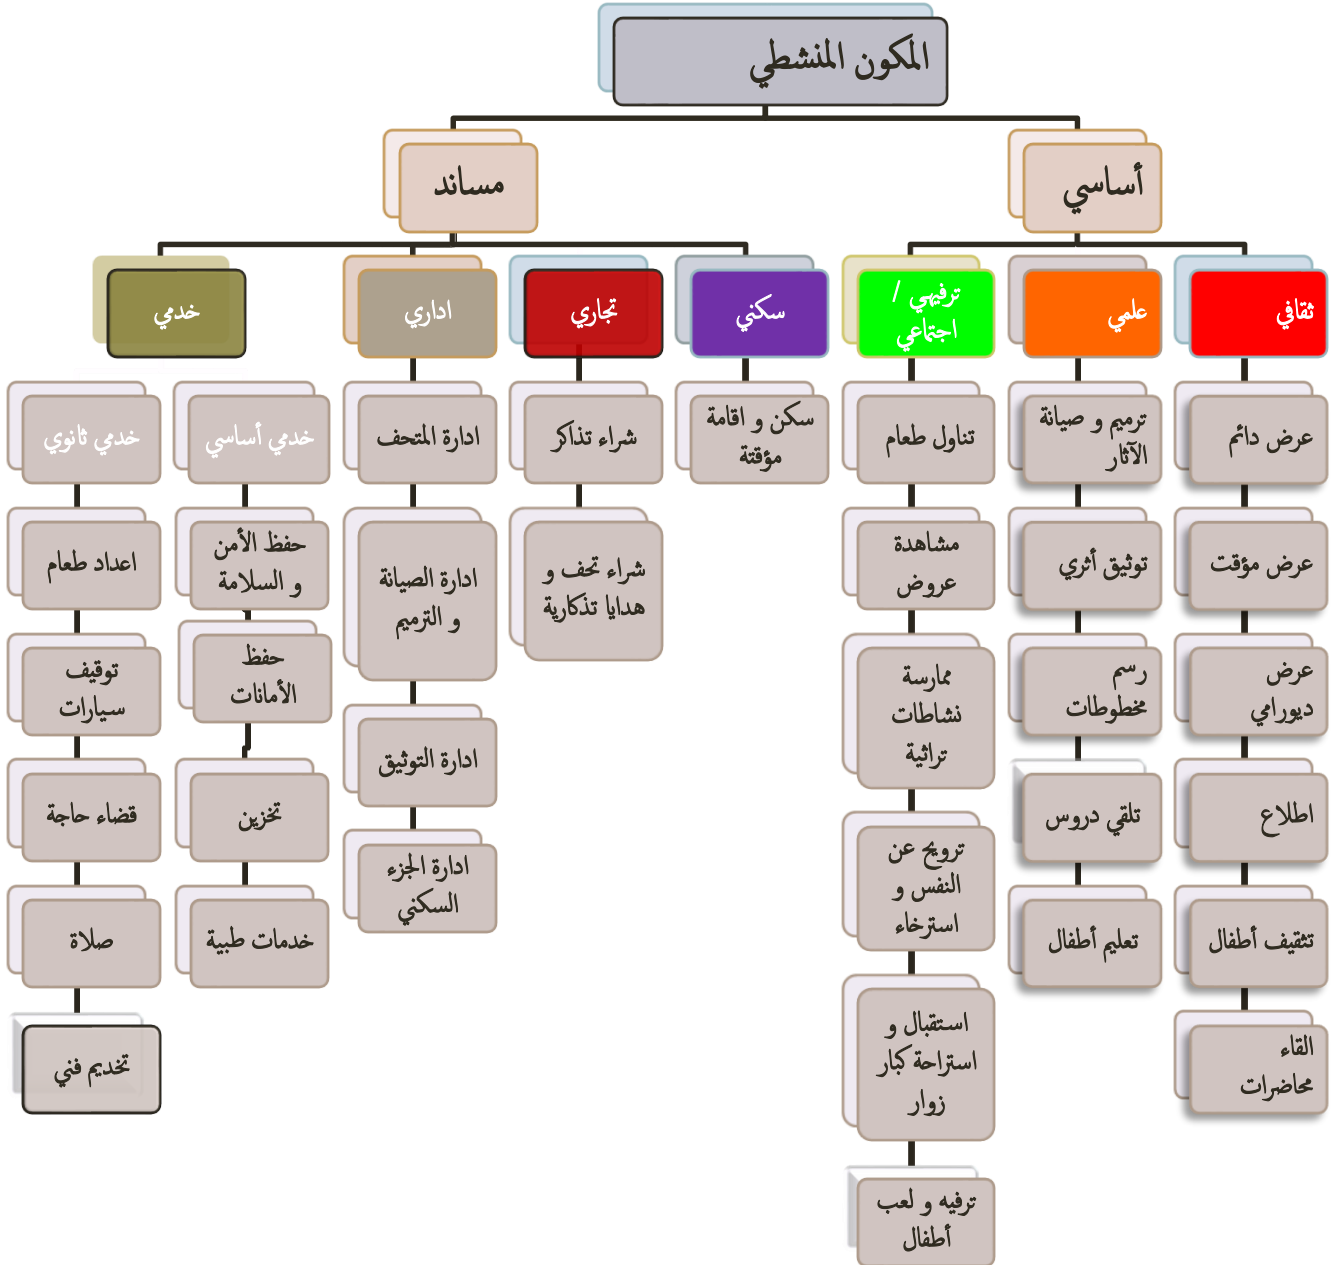 المكون المنشطي
أساسي
مساند
ثقافي
علمي
ترفيهي /
اجتماعي
سكني
تجاري
اداري
خدمي
عرض دائم
عرض مؤقت
عرض
ديورامي
اطلاع
تثقيف أطفال
القاء
محاضرات
ترميم و صيانة
الآثار
توثيق أثري
رسم
مخطوطات
تلقي دروس
تعليم أطفال
تناول طعام
مشاهدة
عروض
ممارسة
نشاطات
تراثية
ترويح عن
النفس و
استرخاء
استقبال و
استراحة كبار
زوار
ترفيه و لعب
أطفال
سكن و اقامة
مؤقتة
شراء تذاكر
شراء تحف و
هدايا تذكارية
ادارة المتحف
ادارة الصيانة
و الترميم
ادارة التوثيق
ادارة الجزء
السكني
خدمي أساسي
حفظ الأمن
و السلامة
حفظ
الأمانات
تخزين
خدمات طبية
خدمي ثانوي
اعداد طعام
توقيف
سيارات
قضاء حاجة
صلاة
تخديم فني